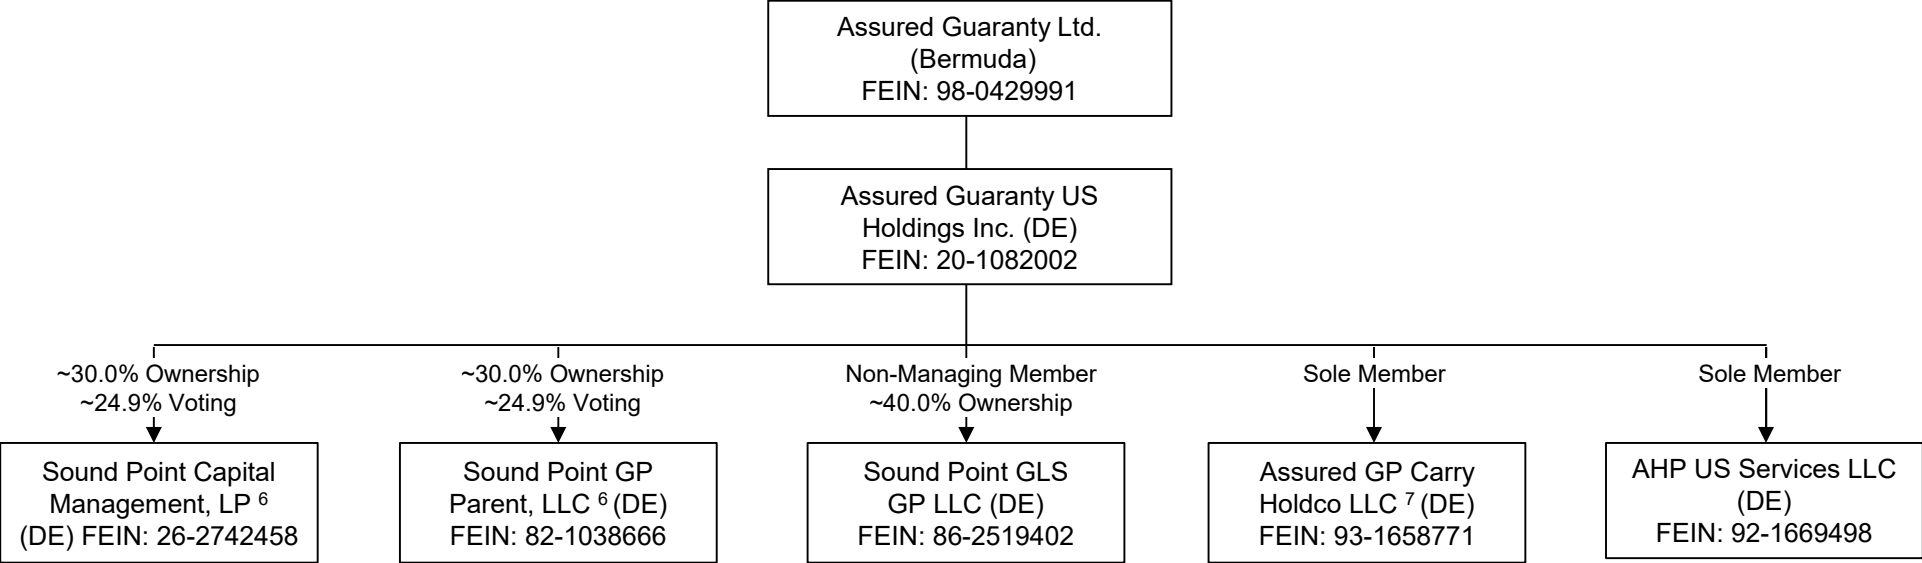 Assured Guaranty Ltd.
(Bermuda)
FEIN: 98-0429991
Assured Guaranty US
Holdings Inc. (DE)
FEIN: 20-1082002
~30.0% Ownership
~24.9% Voting
~30.0% Ownership
~24.9% Voting
Non-Managing Member
~40.0% Ownership
Sole Member
Sole Member
Sound Point Capital
Management, LP 6
(DE) FEIN: 26-2742458
Sound Point GP
Parent, LLC 6 (DE)
FEIN: 82-1038666
Sound Point GLS
GP LLC (DE)
FEIN: 86-2519402
Assured GP Carry
Holdco LLC 7 (DE)
FEIN: 93-1658771
AHP US Services LLC
(DE)
FEIN: 92-1669498